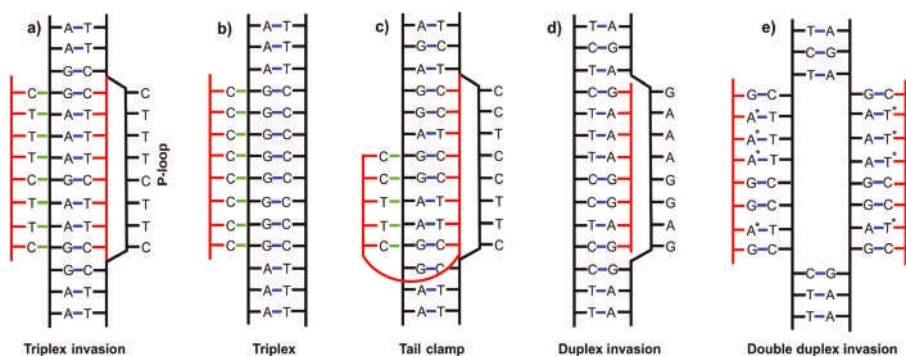 a)
A–T
A–T
G–C
C–G–C C
T–A–T T
T–A–T T
T–A–T T
C–G–C C
T–A–T T
T–A–T T
C–G–C C
G–C
A–T
A–T
P-loop
Triplex invasion
b)
A–T
A–T
A–T
C–G–C
C–G–C
C–G–C
C–G–C
C–G–C
C–G–C
C–G–C
C–G–C
A–T
A–T
A–T
Triplex
c)
A–T
G–C
A–T
G–C C
G–C C
A–T T
C–G–C C
C–G–C C
T–A–T T
T–A–T T
C–G–C C
G–C
A–A
A–T
Tail clamp
d)
T–A
C–G
T–A
C–G G
T–A A
T–A A
T–A A
C–G G
C–G G
T–A A
C–G G
C–G
T–A
T–A
Duplex invasion
e)
T–A
C–G
T–A
G–C G–C
A*–T A–T*
A*–T A–T*
A*–T A–T*
G–C G–C
G–C G–C
A*–T A–T*
G–C G–C
C–G
T–A
T–A
Double duplex invasion